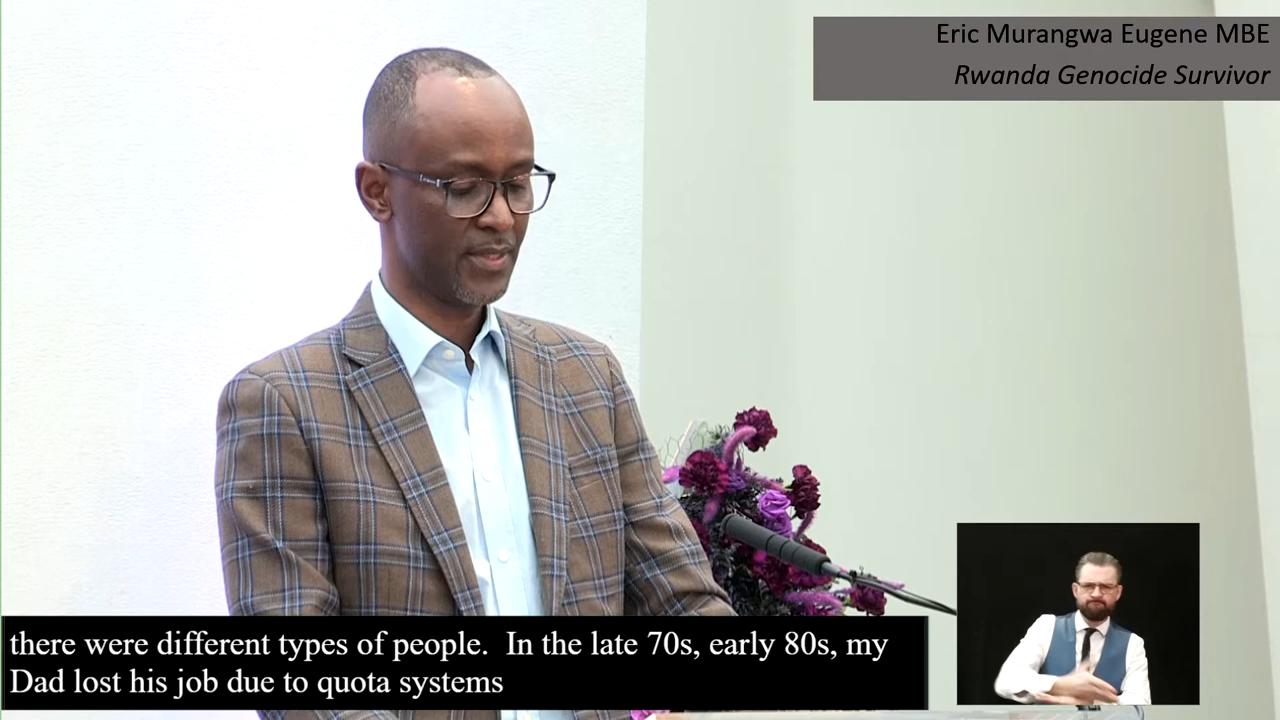 Eric Murangwa Eugene MBE
Rwanda Genocide Survivor
there were different types of people.  In the late 70s, early 80s, my
Dad lost his job due to quota systems